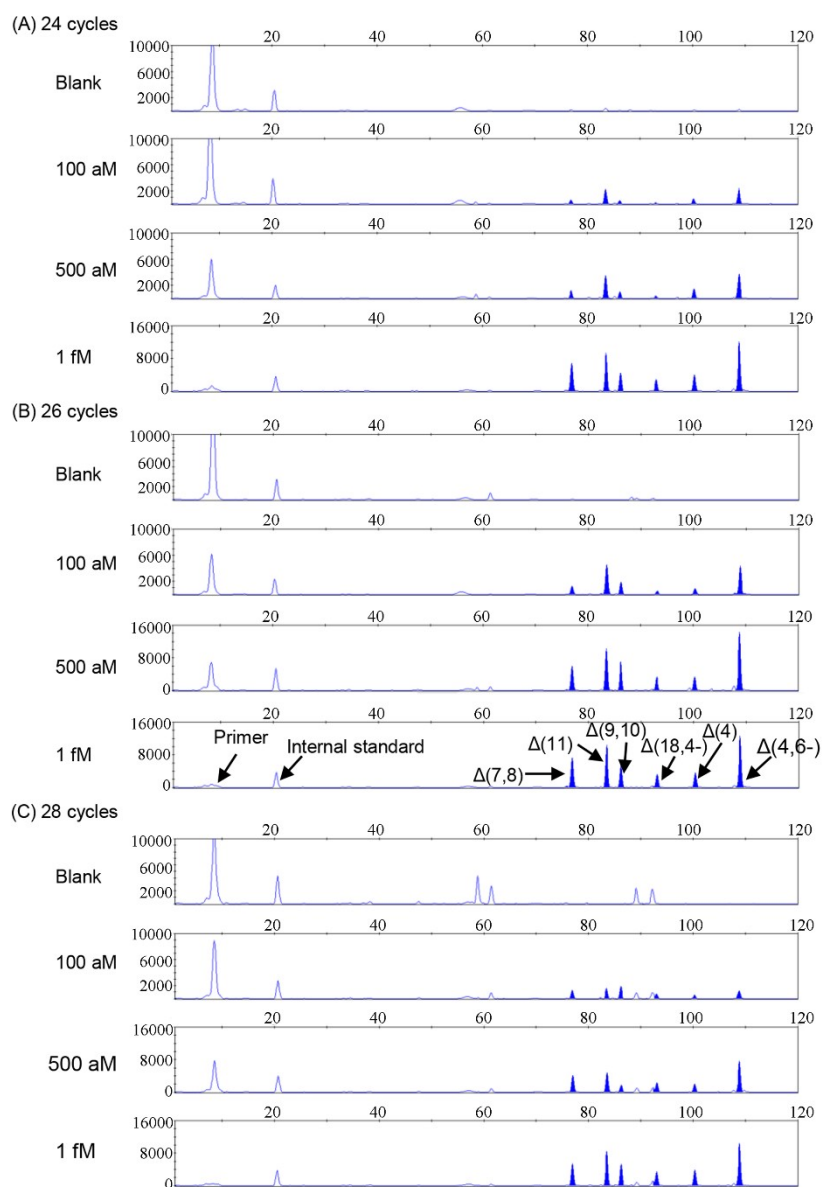 (A) 24 cycles
20 40 60 80 100 120
Blank
10000
6000
2000
20 40 60 80 100 120
100 aM
10000
6000
2000
20 40 60 80 100 120
500 aM
10000
6000
2000
20 40 60 80 100 120
1 fM
16000
8000
0
(B) 26 cycles
20 40 60 80 100 120
Blank
10000
6000
2000
20 40 60 80 100 120
100 aM
10000
6000
2000
20 40 60 80 100 120
500 aM
16000
8000
0
20 40 60 80 100 120
1 fM
16000
8000
0
Primer
Internal standard
Δ(7,8)
Δ(11)
Δ(9,10)
Δ(18,4-)
Δ(4)
Δ(4,6-)
(C) 28 cycles
20 40 60 80 100 120
Blank
10000
6000
2000
20 40 60 80 100 120
100 aM
10000
6000
2000
20 40 60 80 100 120
500 aM
16000
8000
0
20 40 60 80 100 120
1 fM
16000
8000
0